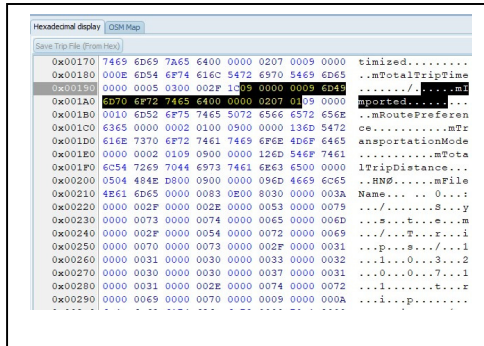 Hexadecimal display OSM Map
Save Trip File (From Hex)
0x00170 7469 6D69 7A65 6400 0000 0207 0009 0000 timized.........
0x00180 000E 6D54 6F74 616C 5472 6970 5469 6D65 ..mTotalTripTime
0x00190 0000 0005 0300 002F 1C09 0000 0009 6D49 ......./. .....mI
0x001A0 6D70 6F72 7465 6400 0000 0207 0109 0000 mported.........
0x001B0 0010 6D52 6F75 7465 5072 6566 6572 656E ..mRoutePreferen
0x001C0 6365 0000 0002 0100 0900 0000 136D 5472 ce...........mTr
0x001D0 616E 7370 6F72 7461 7469 6F6E 4D6F 6465 ansportationMode
0x001E0 0000 0002 0109 0900 0000 126D 546F 7461 ...........mTota
0x001F0 6C54 7269 7044 6973 7461 6E63 6500 0000 lTripDistance...
0x00200 0504 484E D800 0900 0000 096D 4669 6C65 ..HNØ......mFile
0x00210 4E61 6D65 0000 0083 0E00 8030 0000 003A Name... ..0...:
0x00220 0000 002F 0000 002E 0000 0053 0000 0079 .../.......S...y
0x00230 0000 0073 0000 0074 0000 0065 0000 006D ...s...t...e...m
0x00240 0000 002F 0000 0054 0000 0072 0000 0069 .../...T...r...i
0x00250 0000 0070 0000 0073 0000 002F 0000 0031 ...p...s.../...1
0x00260 0000 0031 0000 0030 0000 0033 0000 0032 ...1...0...3...2
0x00270 0000 0030 0000 0030 0000 0037 0000 0031 ...0...0...7...1
0x00280 0000 0031 0000 002E 0000 0074 0000 0072 ...1.......t...r
0x00290 0000 0069 0000 0070 0000 0009 0000 000A ...i...p........